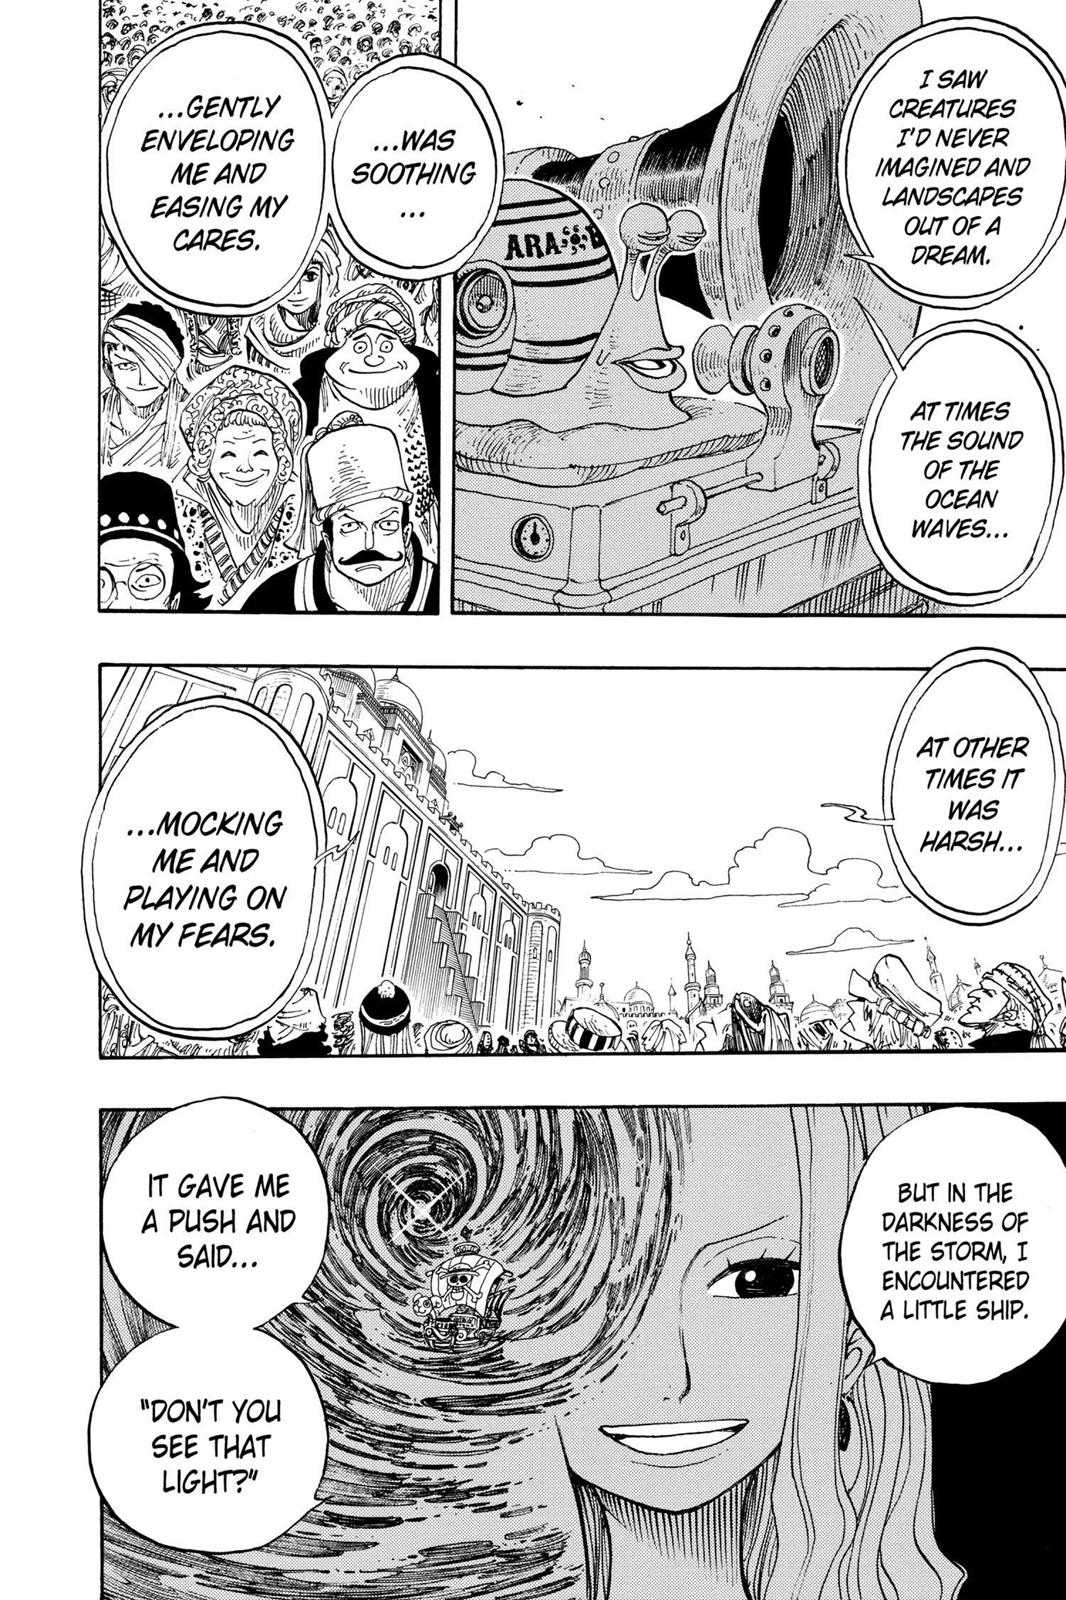 I SAW
CREATURES
I'D NEVER
IMAGINED AND
LANDSCAPES
OUT OF A
DREAM.
AT TIMES
THE SOUND
OF THE
OCEAN
WAVES...
ARA
...WAS
SOOTHING
...
...GENTLY
ENVELOPING
ME AND
EASING MY
CARES.
AT OTHER
TIMES IT
WAS
HARSH...
...MOCKING
ME AND
PLAYING ON
MY FEARS.
BUT IN THE
DARKNESS OF
THE STORM, I
ENCOUNTERED
A LITTLE SHIP.
IT GAVE ME
A PUSH AND
SAID...
"DON'T YOU
SEE THAT
LIGHT?"